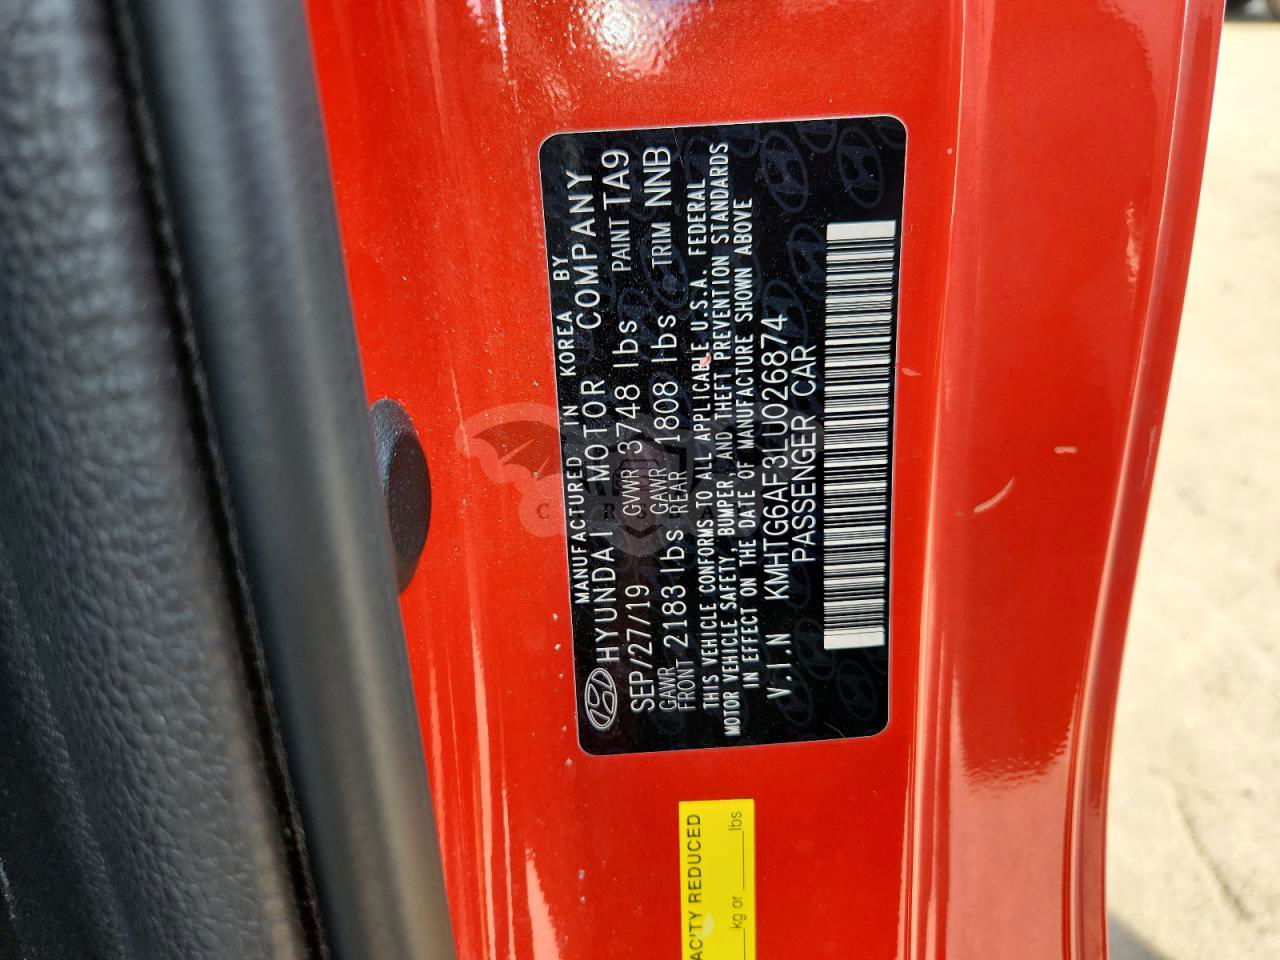 MANUFACTURED IN KOREA BY
HYUNDAI MOTOR COMPANY
SEP/27/19 GVWR 3748 lbs PAINT TA9
GAWR FRONT 2183 lbs GAWR REAR 1808 lbs TRIM NNB
THIS VEHICLE CONFORMS TO ALL APPLICABLE U.S.A. FEDERAL
MOTOR VEHICLE SAFETY, BUMPER, AND THEFT PREVENTION STANDARDS
IN EFFECT ON THE DATE OF MANUFACTURE SHOWN ABOVE
V.I.N KMHTG6AF3LU026874
PASSENGER CAR
REDUCED
kg or lbs